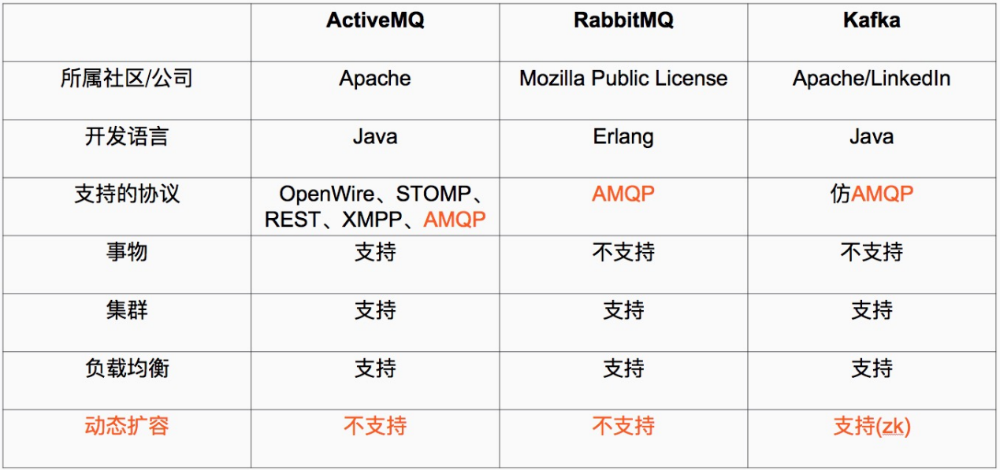 ActiveMQ RabbitMQ Kafka
所属社区/公司 Apache Mozilla Public License Apache/LinkedIn
开发语言 Java Erlang Java
支持的协议 OpenWire、STOMP、 AMQP 仿AMQP
REST、XMPP、AMQP
事物 支持 不支持 不支持
集群 支持 支持 支持
负载均衡 支持 支持 支持
动态扩容 不支持 不支持 支持(zk)